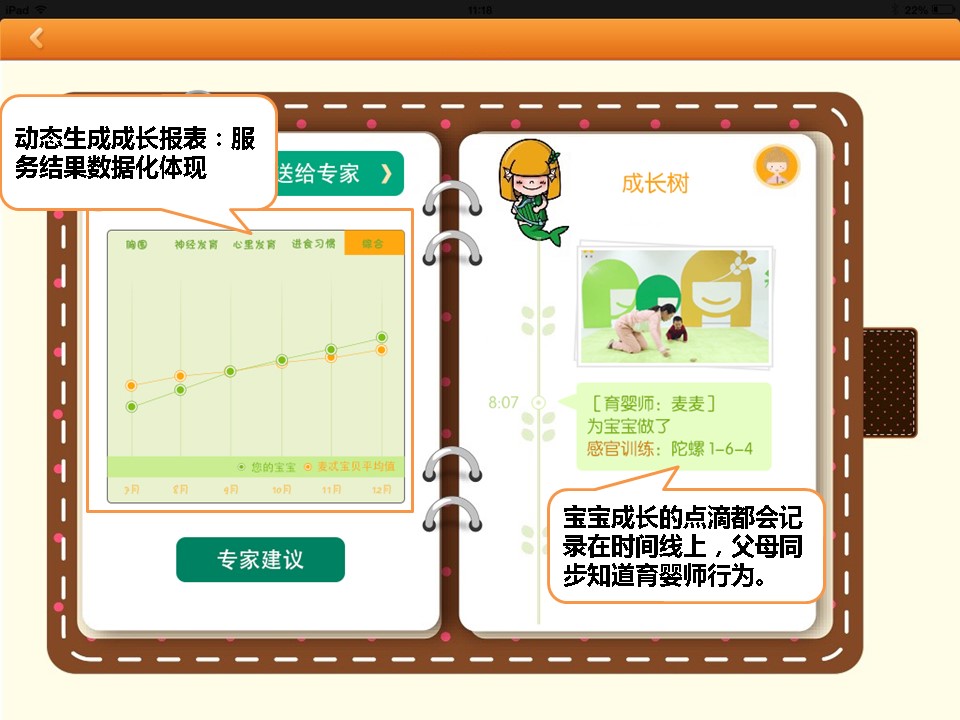 iPad
11:18
22%
动态生成成长报表：服
务结果数据化体现
送给专家
胸围 神经发育 心里发育 进食习惯 综合
您的宝宝 麦忒宝贝平均值
7月 8月 9月 10月 11月 12月
专家建议
成长树
8:07
[育婴师：麦麦]
为宝宝做了
感官训练：陀螺1-6-4
宝宝成长的点滴都会记
录在时间线上，父母同
步知道育婴师行为。